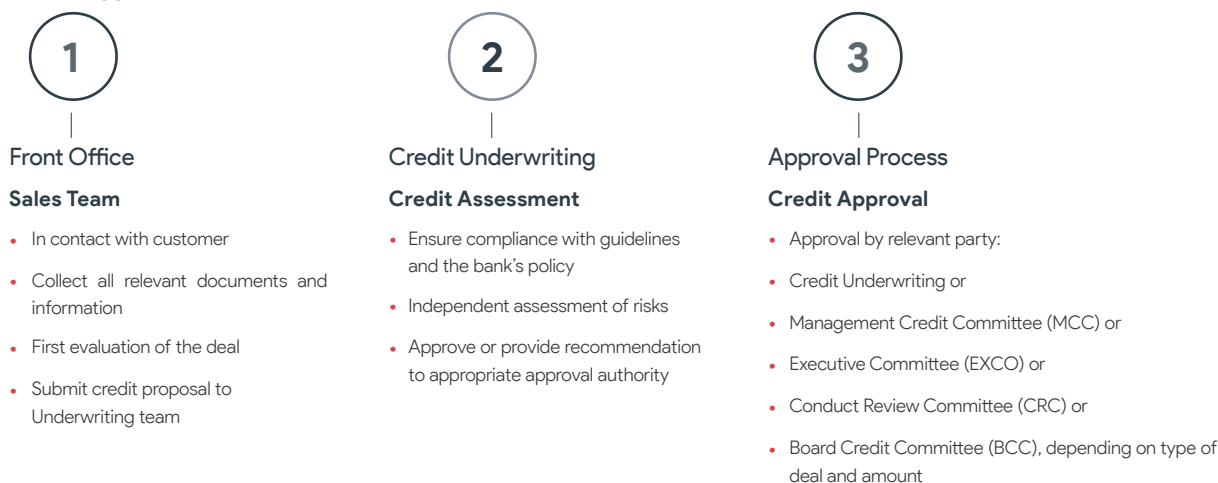 1
Front Office
Sales Team
• In contact with customer
• Collect all relevant documents and
information
• First evaluation of the deal
• Submit credit proposal to
Underwriting team
2
Credit Underwriting
Credit Assessment
• Ensure compliance with guidelines
and the bank's policy
• Independent assessment of risks
• Approve or provide recommendation
to appropriate approval authority
3
Approval Process
Credit Approval
• Approval by relevant party:
• Credit Underwriting or
• Management Credit Committee (MCC) or
• Executive Committee (EXCO) or
• Conduct Review Committee (CRC) or
• Board Credit Committee (BCC), depending on type of
deal and amount